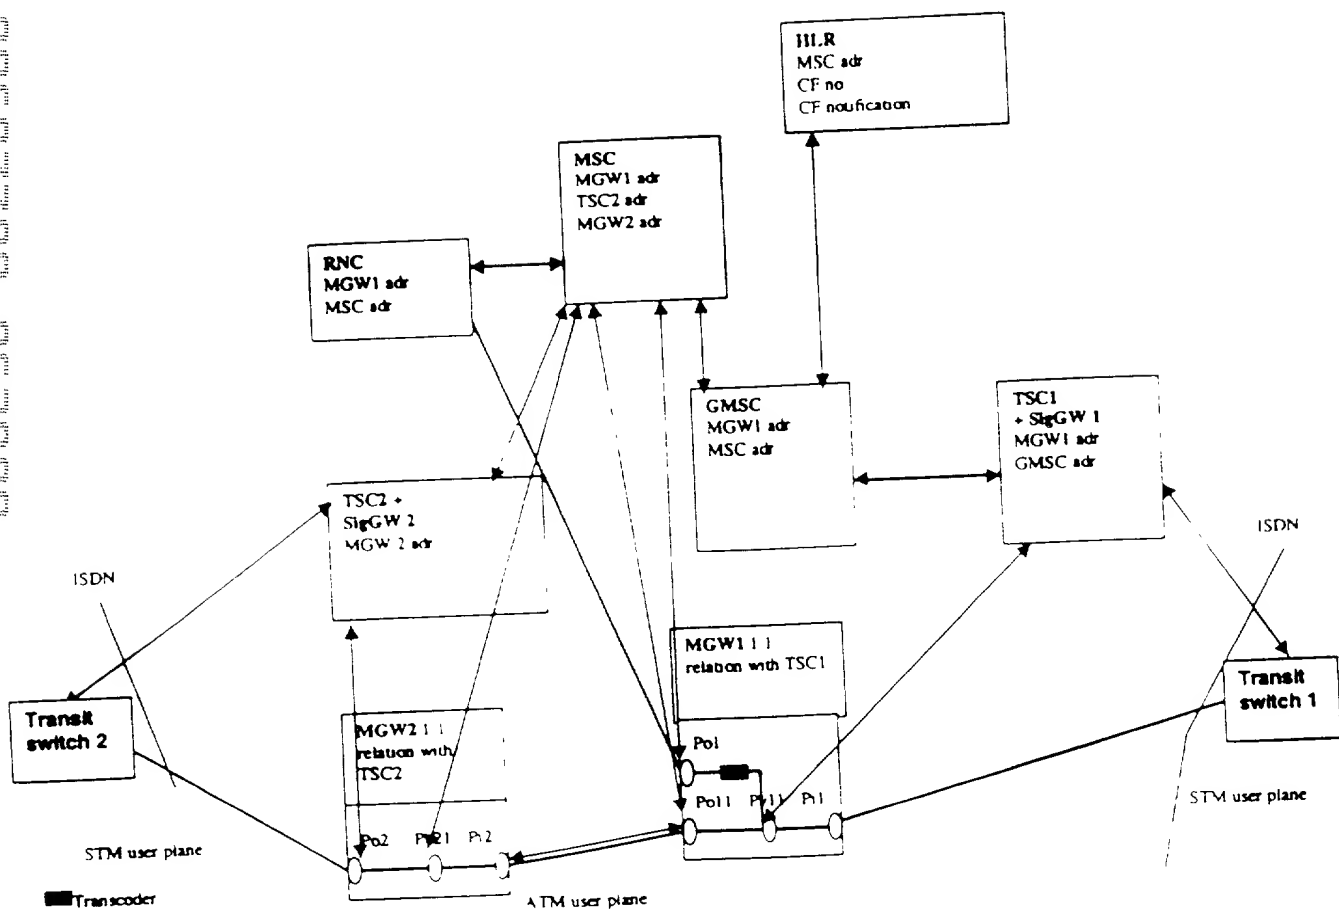 HLR
MSC adr
CF no
CF notification
MSC
MGW1 adr
TSC2 adr
MGW2 adr
RNC
MGW1 adr
MSC adr
GMSC
MGW1 adr
MSC adr
TSC1
+ SigGW 1
MGW1 adr
GMSC adr
TSC2 +
SigGW 2
MGW 2 adr
ISDN
ISDN
MGW1 1 1
relation with TSC1
Transit
switch 1
Transit
switch 2
MGW2 1 1
relation with
TSC2
Po1
Po11 Pi1
Po2 Pi2
STM user plane
STM user plane
Transcoder
ATM user plane